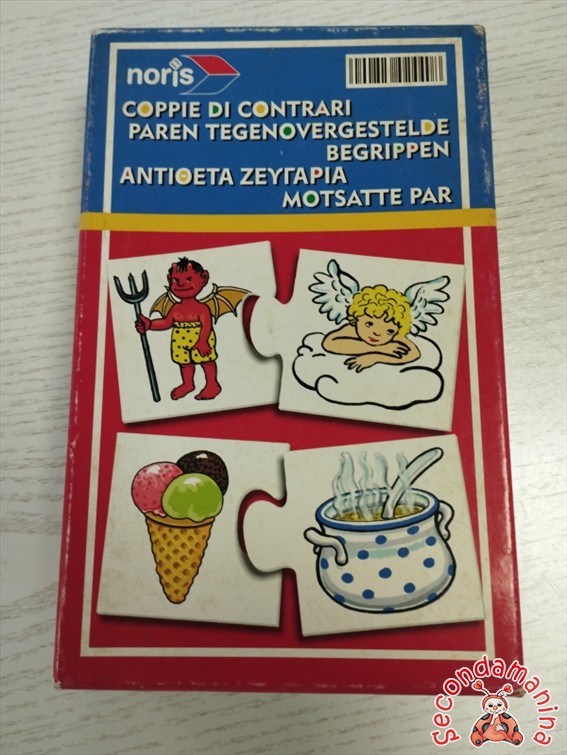 noris
COPPIE DI CONTRARI
PAREN TEGENOVERGESTELDE
BEGRIPPEN
ΑΝΤΙΘΕΤΑ ΖΕΥΓΑΡΙΑ
MOTSATTE PAR
secondamanina